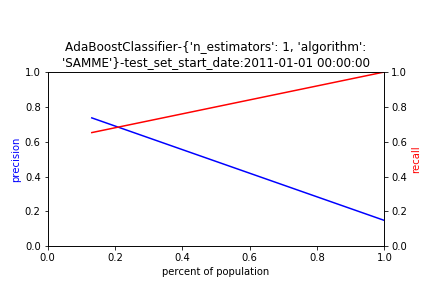 AdaBoostClassifier-{'n_estimators': 1, 'algorithm':
'SAMME'}-test_set_start_date:2011-01-01 00:00:00
1.0
0.8
0.6
0.4
0.2
0.0
precision
1.0
0.8
0.6
0.4
0.2
0.0
recall
0.0 0.2 0.4 0.6 0.8 1.0
percent of population